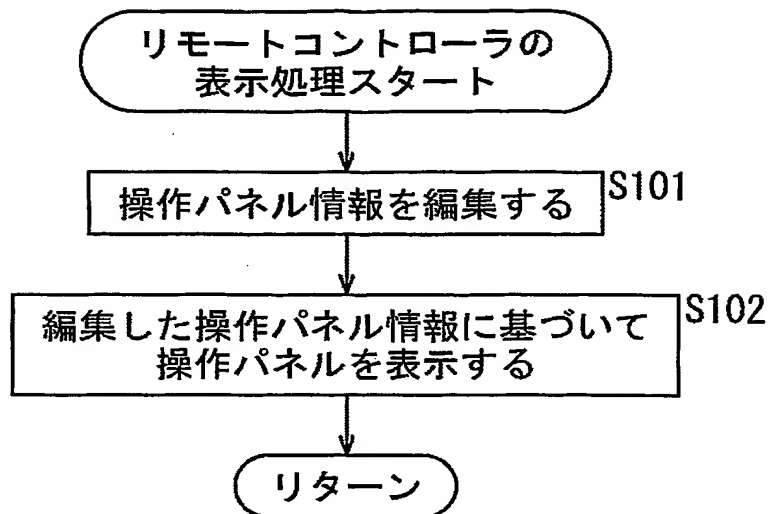 リモートコントローラの
表示処理スタート
操作パネル情報を編集する
S101
編集した操作パネル情報に基づいて
操作パネルを表示する
S102
リターン